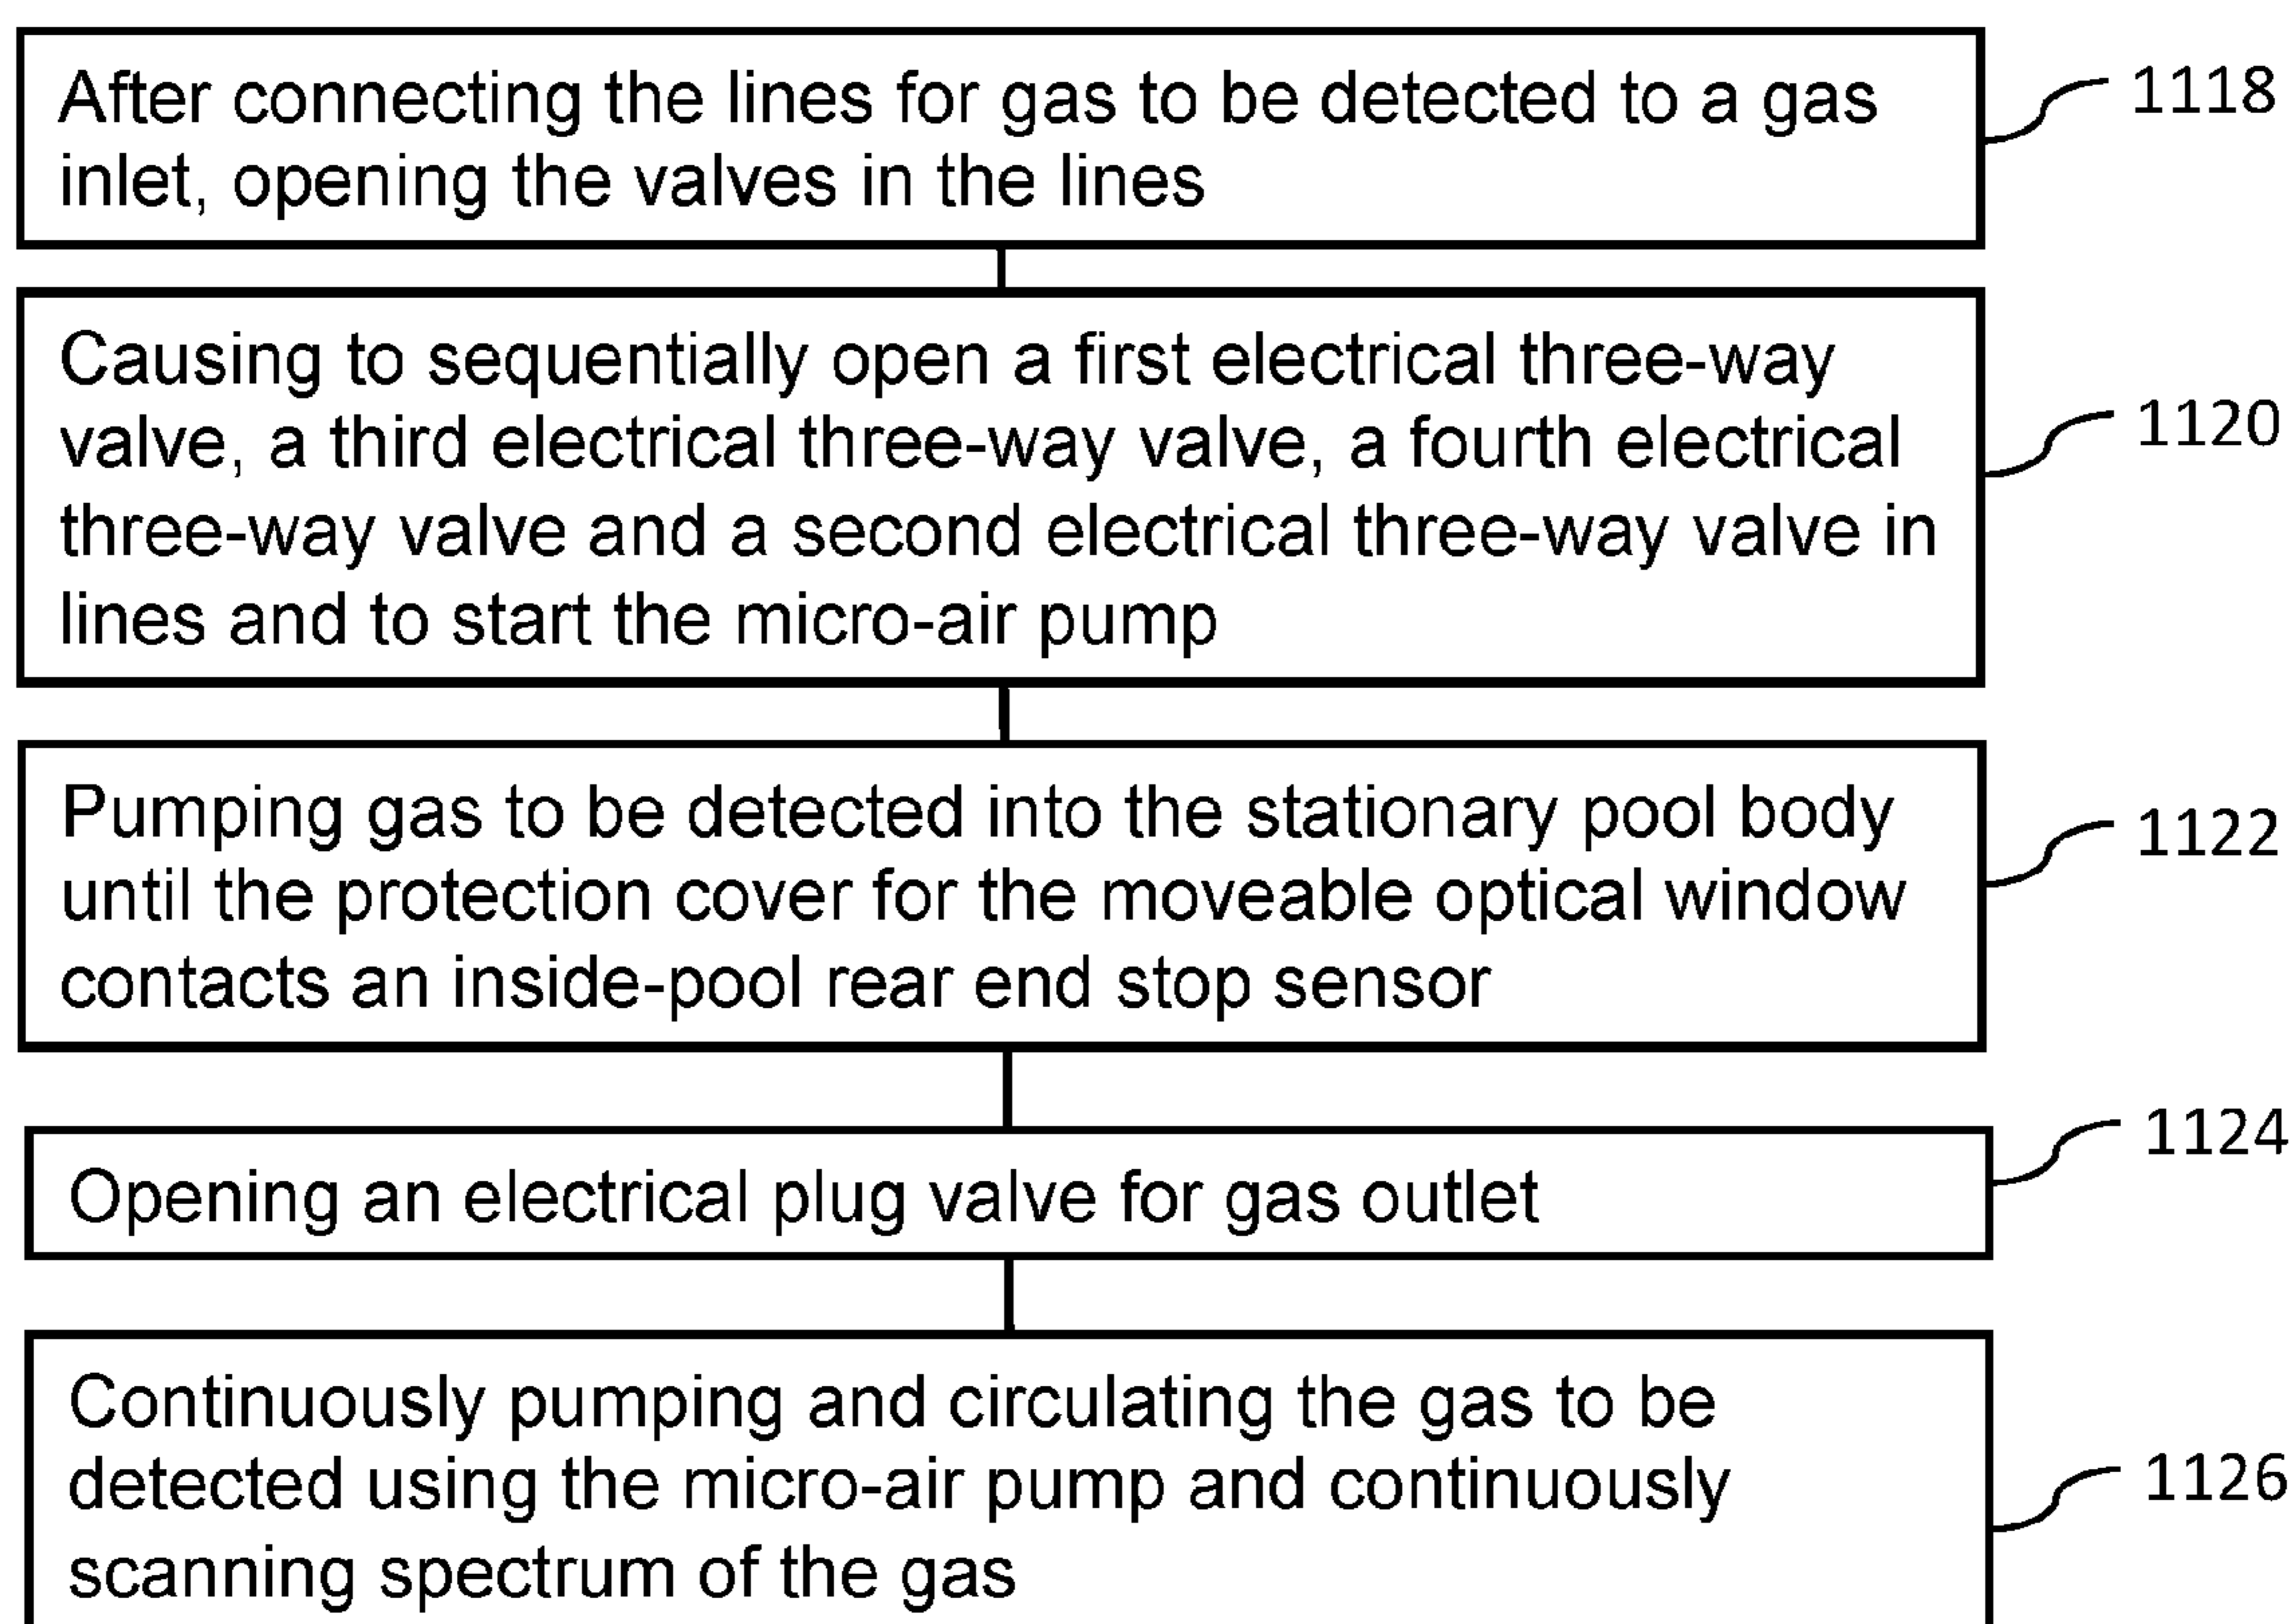 After connecting the lines for gas to be detected to a gas
inlet, opening the valves in the lines
1118
Causing to sequentially open a first electrical three-way
valve, a third electrical three-way valve, a fourth electrical
three-way valve and a second electrical three-way valve in
lines and to start the micro-air pump
1120
Pumping gas to be detected into the stationary pool body
until the protection cover for the moveable optical window
contacts an inside-pool rear end stop sensor
1122
Opening an electrical plug valve for gas outlet
1124
Continuously pumping and circulating the gas to be
detected using the micro-air pump and continuously
scanning spectrum of the gas
1126